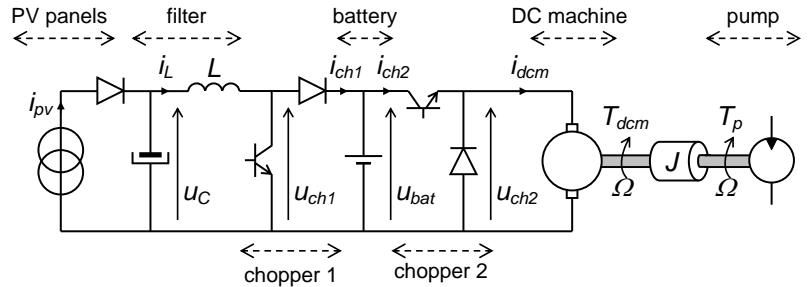 PV panels
filter
battery
DC machine
pump
i_L
L
i_ch1
i_ch2
i_dcm
i_pv
T_dcm
T_p
J
Ω
Ω
u_C
u_ch1
u_bat
u_ch2
chopper 1
chopper 2